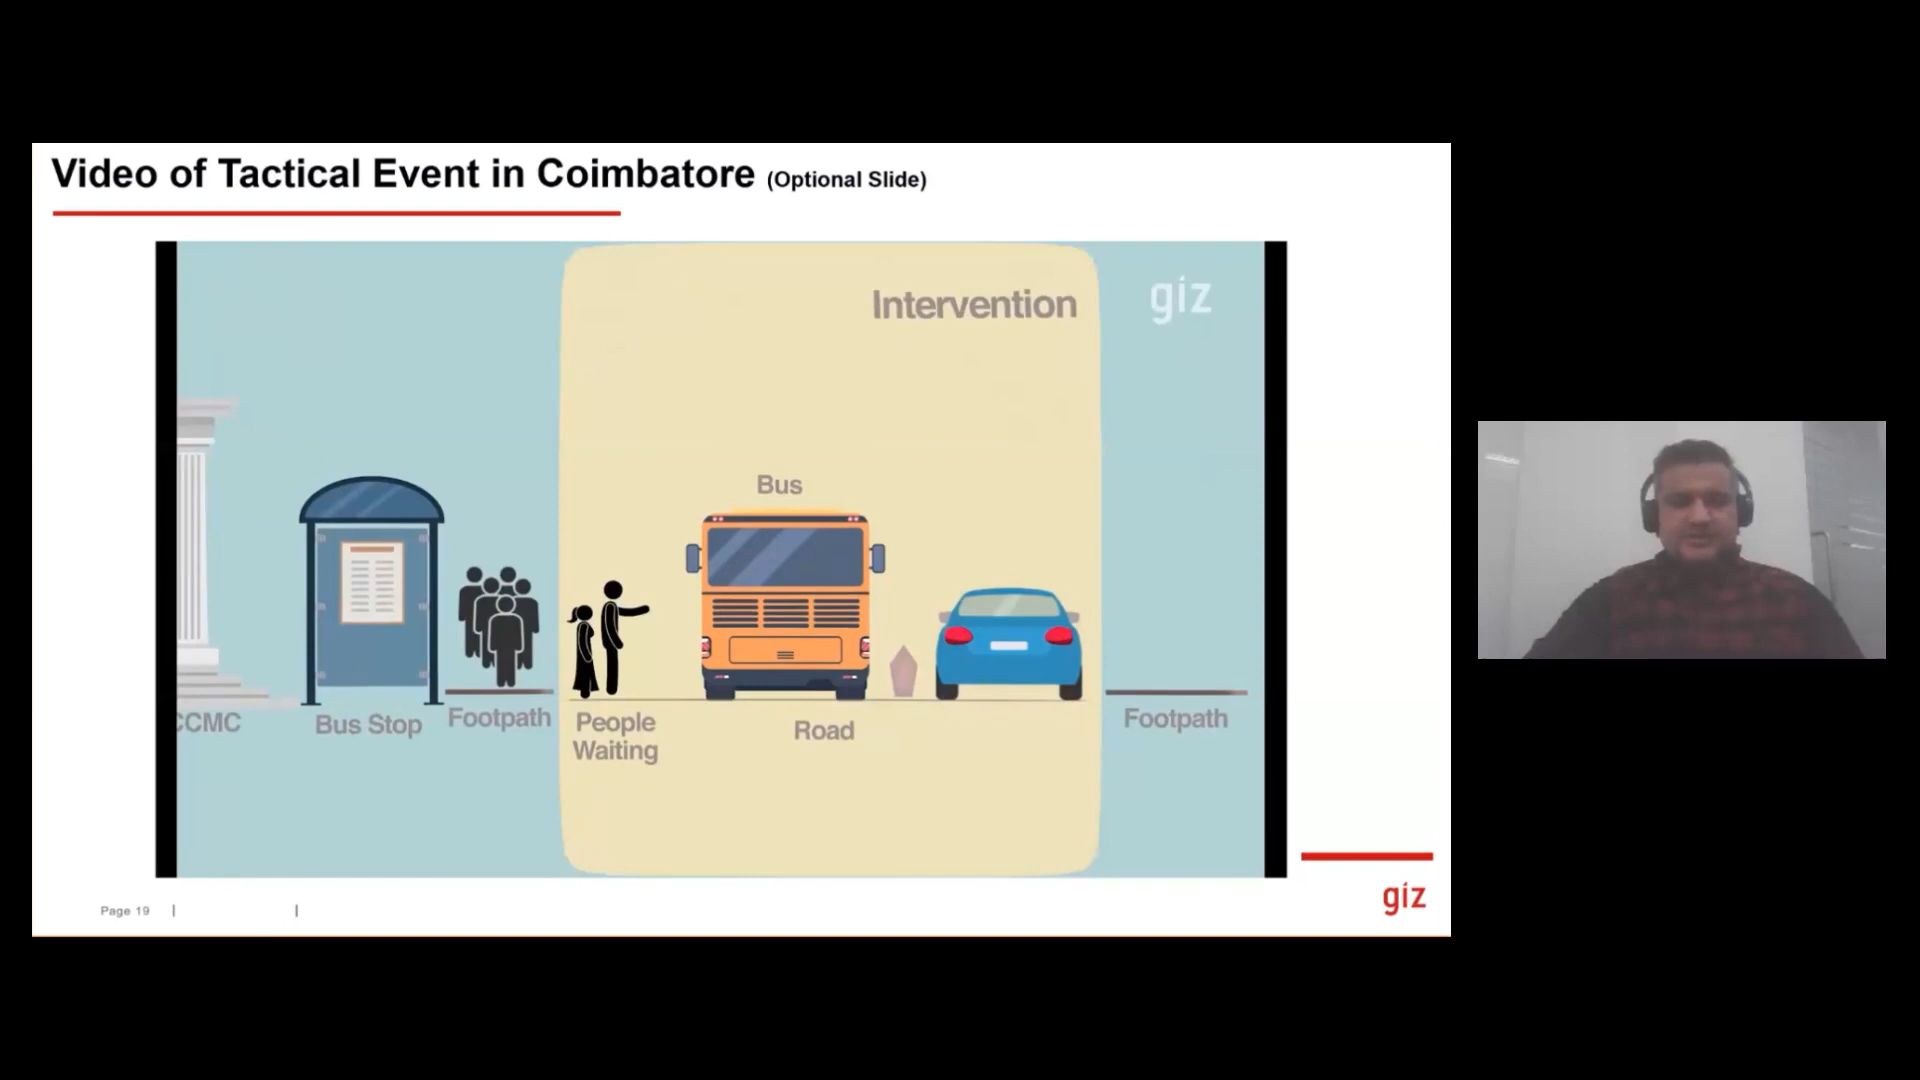 Video of Tactical Event in Coimbatore (Optional Slide)
Intervention
giz
Bus
CCMC
Bus Stop
Footpath
People
Waiting
Road
Footpath
Page 19
giz